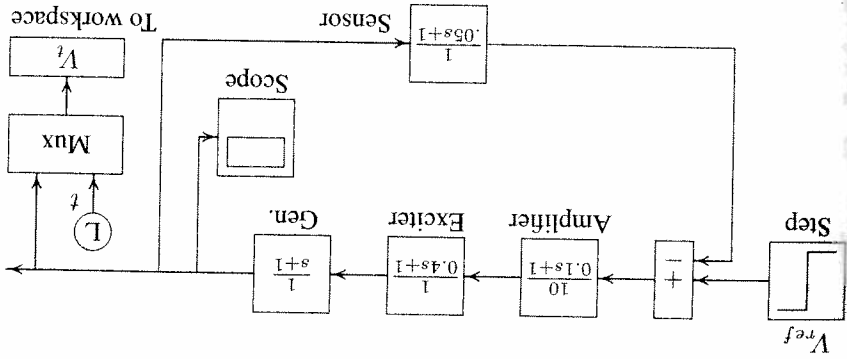 V_ref
+
−
10
0.1s+1
1
0.4s+1
1
s+1
Step
Amplifier
Exciter
Gen.
t
Mux
Scope
V_t
1
.05s+1
Sensor
To workspace